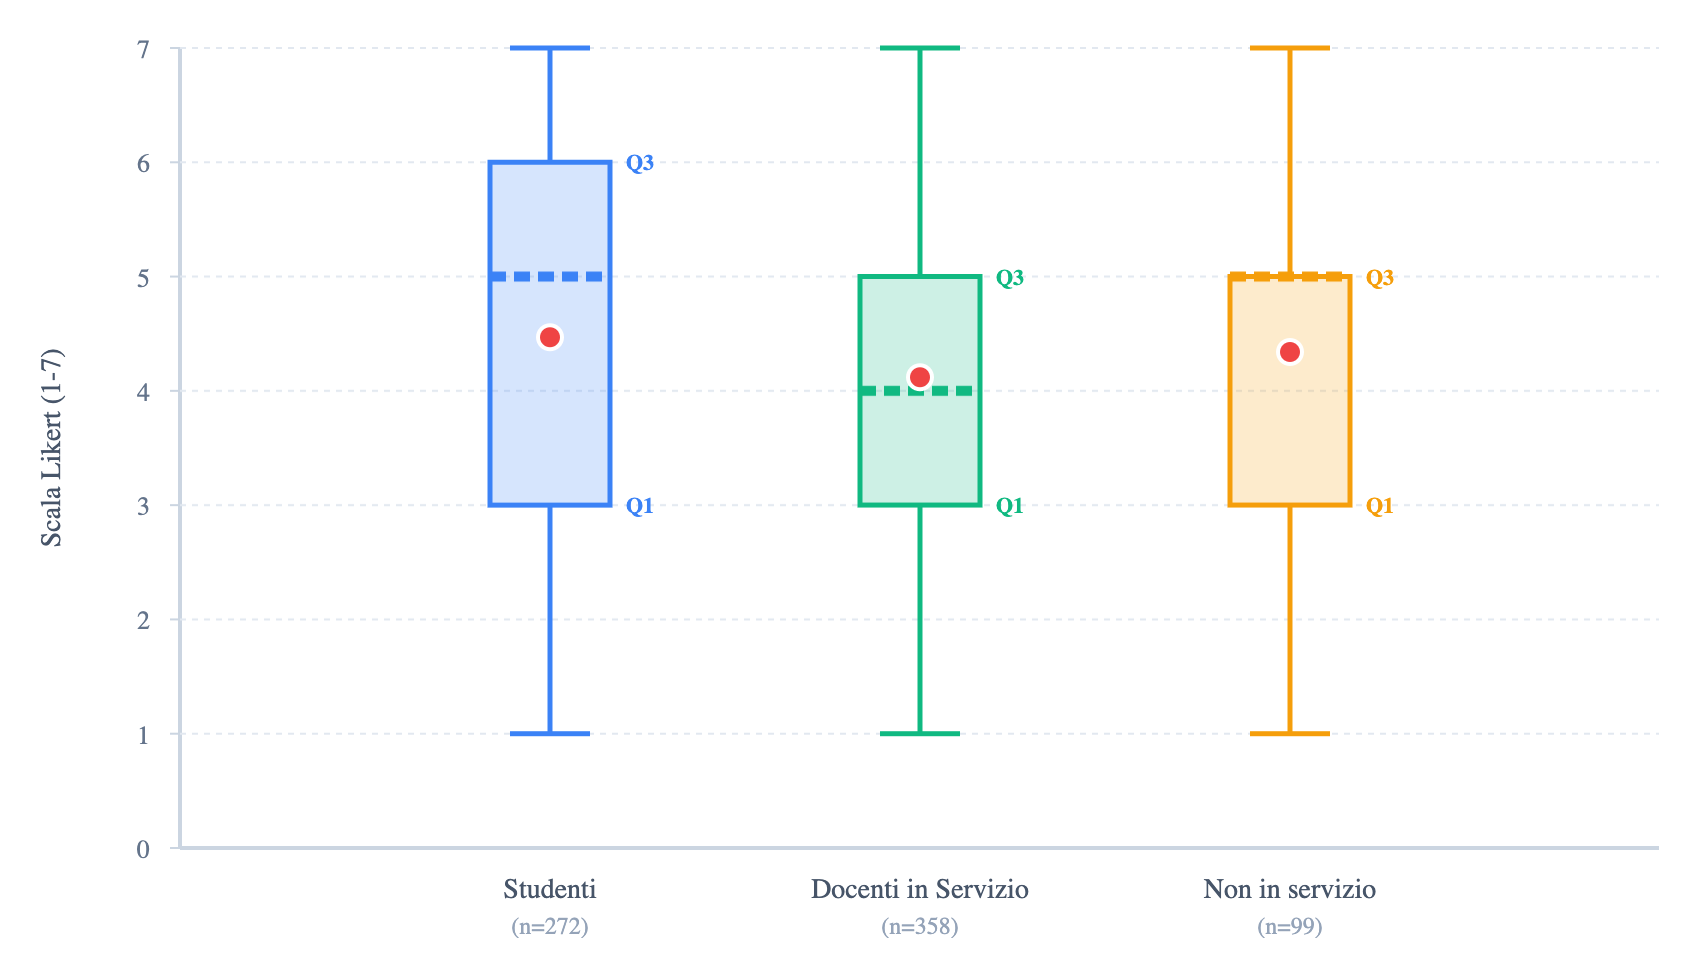 Scala Likert (1-7)
7
6
5
4
3
2
1
0
Q3
Q1
Q3
Q1
Q3
Q1
Studenti
(n=272)
Docenti in Servizio
(n=358)
Non in servizio
(n=99)